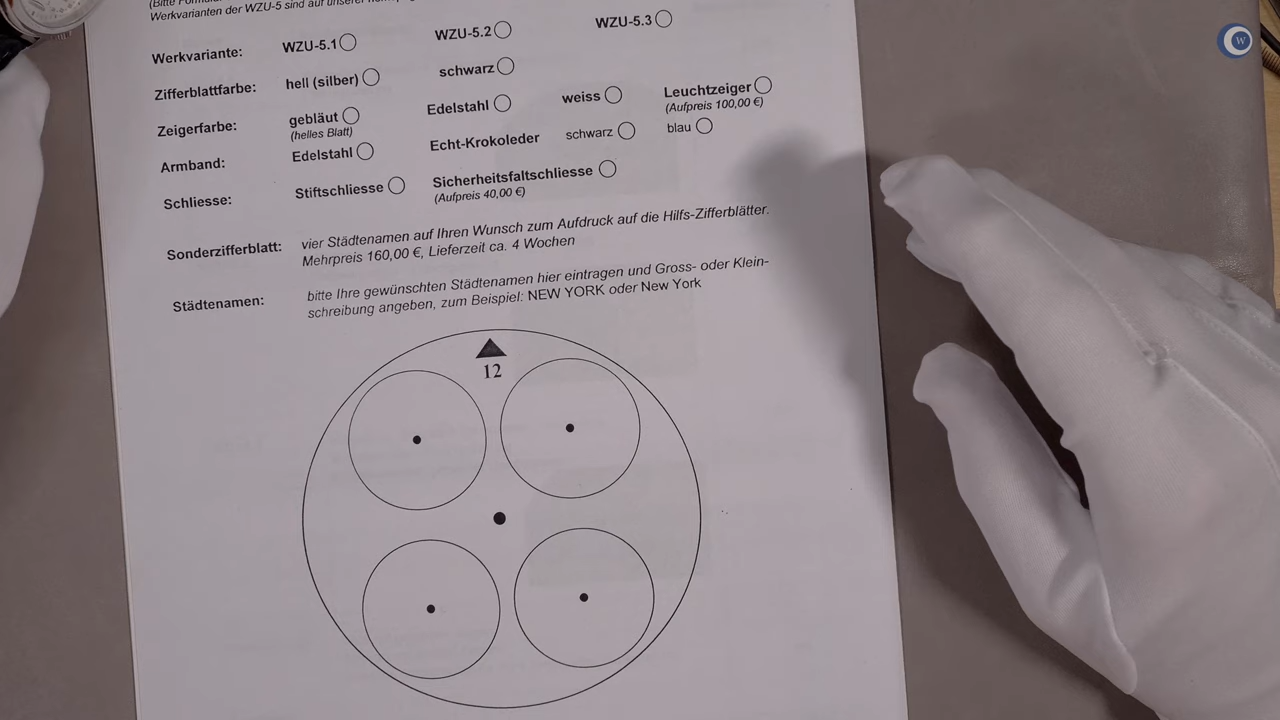 (Bitte
Werkvarianten der WZU-5 sind auf unserer
Werkvariante: WZU-5.1 WZU-5.2 WZU-5.3
Zifferblattfarbe: hell (silber) schwarz
Zeigerfarbe: gebläut Edelstahl weiss Leuchtzeiger
(helles Blatt) (Aufpreis 100,00 €)
Armband: Edelstahl Echt-Krokoleder schwarz blau
Schliesse: Stiftschliesse Sicherheitsfaltschliesse
(Aufpreis 40,00 €)
Sonderzifferblatt: vier Städtenamen auf Ihren Wunsch zum Aufdruck auf die Hilfs-Zifferblätter.
Mehrpreis 160,00 €, Lieferzeit ca. 4 Wochen
Städtenamen: bitte Ihre gewünschten Städtenamen hier eintragen und Gross- oder Klein-
schreibung angeben, zum Beispiel: NEW YORK oder New York
12
W